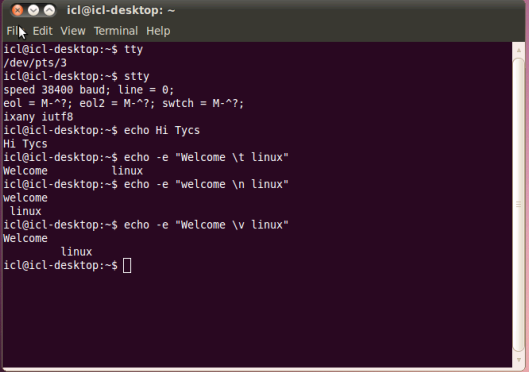 icl@icl-desktop: ~
File Edit View Terminal Help
icl@icl-desktop:~$ tty
/dev/pts/3
icl@icl-desktop:~$ stty
speed 38400 baud; line = 0;
eol = M-^?; eol2 = M-^?; swtch = M-^?;
ixany iutf8
icl@icl-desktop:~$ echo Hi Tycs
Hi Tycs
icl@icl-desktop:~$ echo -e "Welcome \t linux"
Welcome          linux
icl@icl-desktop:~$ echo -e "welcome \n linux"
welcome
 linux
icl@icl-desktop:~$ echo -e "Welcome \v linux"
Welcome
         linux
icl@icl-desktop:~$